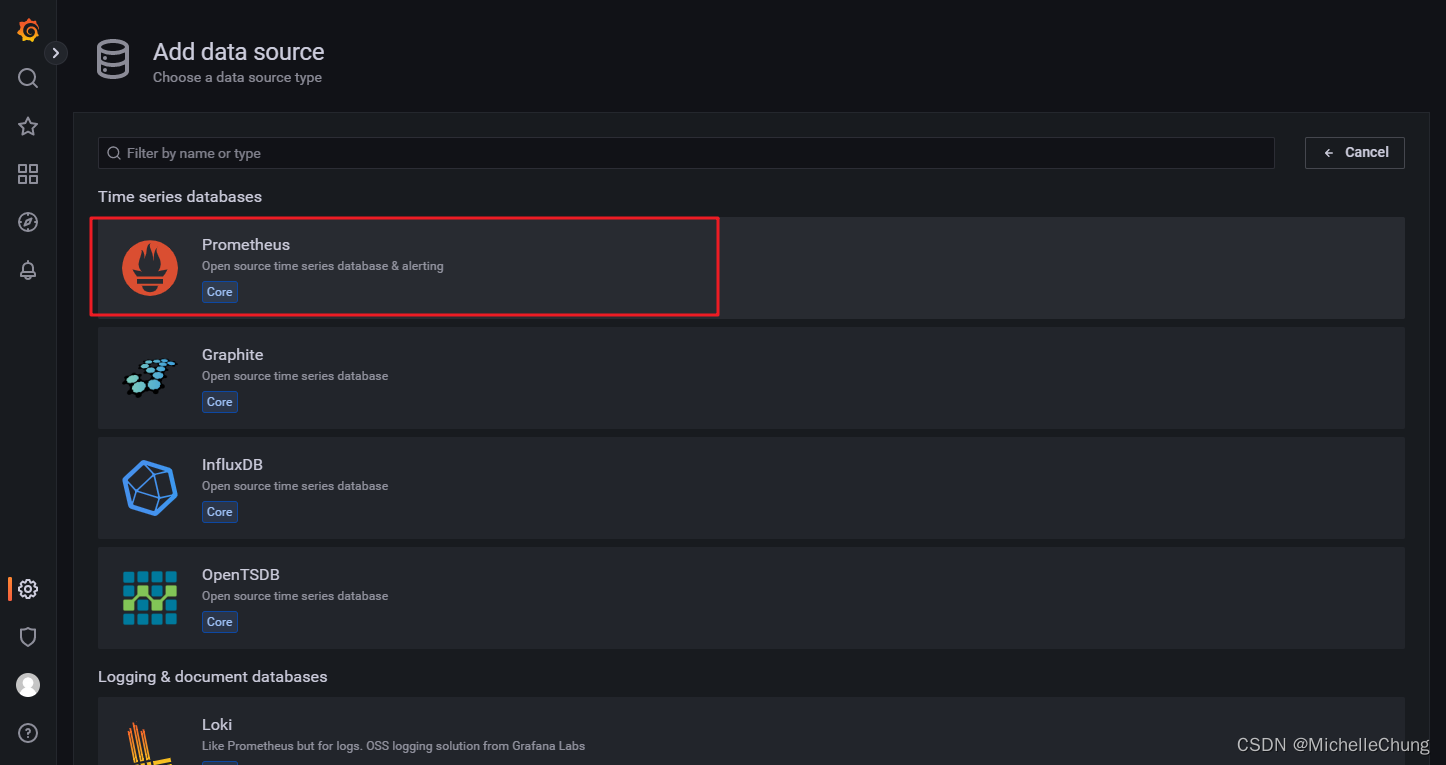 Add data source
Choose a data source type
Filter by name or type
Cancel
Time series databases
Prometheus
Open source time series database & alerting
Core
Graphite
Open source time series database
Core
InfluxDB
Open source time series database
Core
OpenTSDB
Open source time series database
Core
Logging & document databases
Loki
Like Prometheus but for logs. OSS logging solution from Grafana Labs
CSDN @MichelleChung